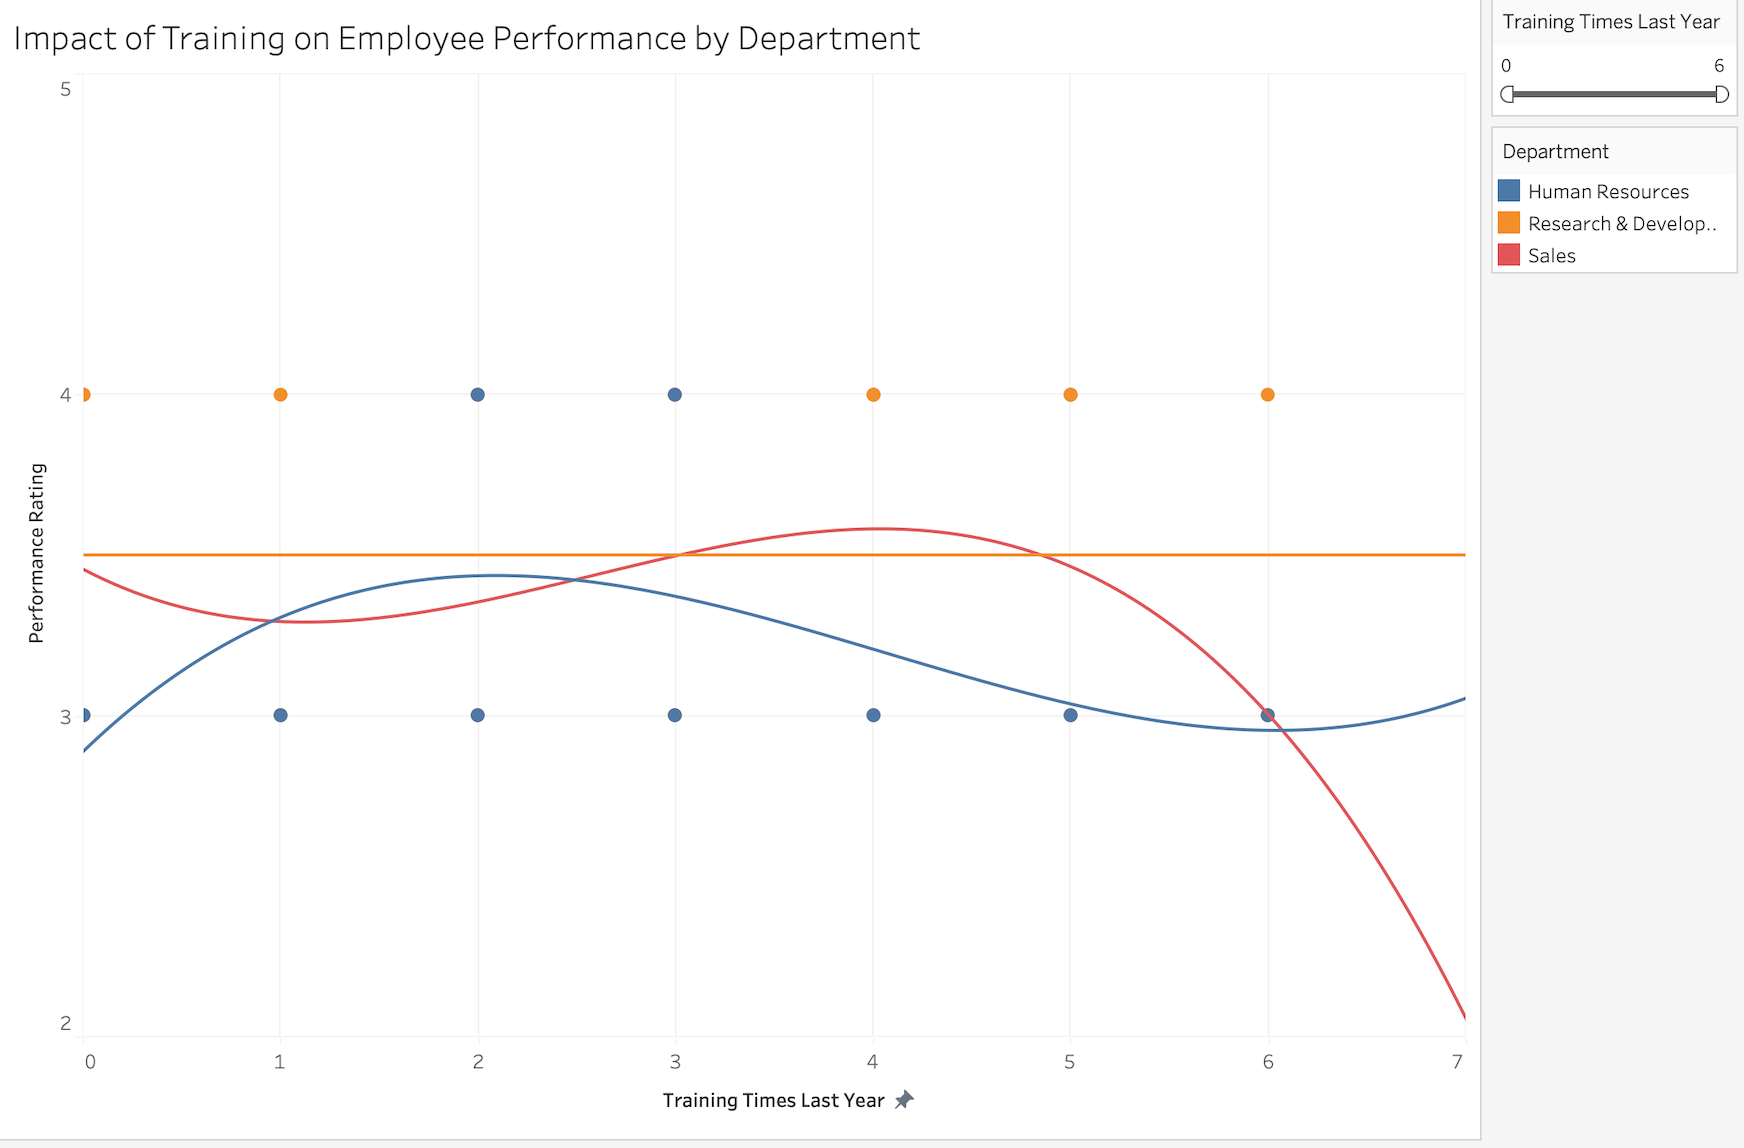 Impact of Training on Employee Performance by Department
5
4
3
2
Performance Rating
0 1 2 3 4 5 6 7
Training Times Last Year
Training Times Last Year
0 6
Department
Human Resources
Research & Develop..
Sales